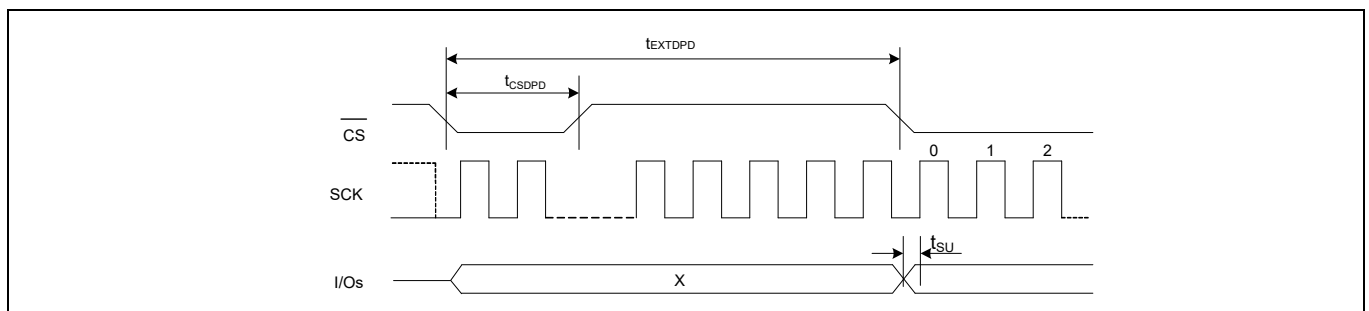 tEXTDPD
tCSDPD
CS
0 1 2
SCK
tSU
I/Os X